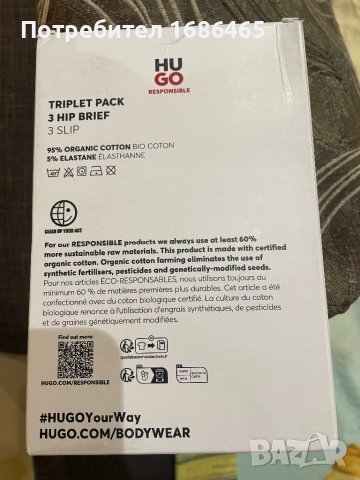 Потребител 1686465
HU
GO
RESPONSIBLE
TRIPLET PACK
3 HIP BRIEF
3 SLIP
95% ORGANIC COTTON BIO COTON
5% ELASTANE ÉLASTHANNE
CLEAN UP YOUR ACT
For our RESPONSIBLE products we always use at least 60%
more sustainable raw materials. This product is made with certified
organic cotton. Organic cotton farming eliminates the use of
synthetic fertilisers, pesticides and genetically-modified seeds.
Pour nos articles ÉCO-RESPONSABLES, nous utilisons toujours au
minimum 60 % de matières premières plus durables. Cet article a été
confectionné avec du coton biologique certifié. La culture du coton
biologique renonce à l'utilisation d'engrais synthétiques, de pesticides
et de graines génétiquement modifiées.
Find out more:
HUGO.COM/RESPONSIBLE
#HUGOYourWay
HUGO.COM/BODYWEAR
bazar